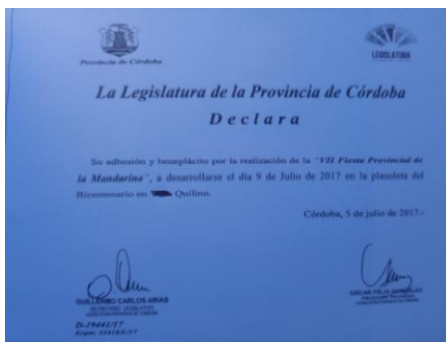 Provincia de Córdoba
LEGISLATURA
La Legislatura de la Provincia de Córdoba
Declara
Su adhesión y beneplácito por la realización de la "VII Fiesta Provincial de
la Mandarina", a desarrollarse el día 9 de Julio de 2017 en la plazoleta del
Bicentenario en Quilino.
Córdoba, 5 de julio de 2017.-
GUILLERMO CARLOS ARIAS
SECRETARIO LEGISLATIVO
OSCAR FELIX GONZALEZ
D-19441/17